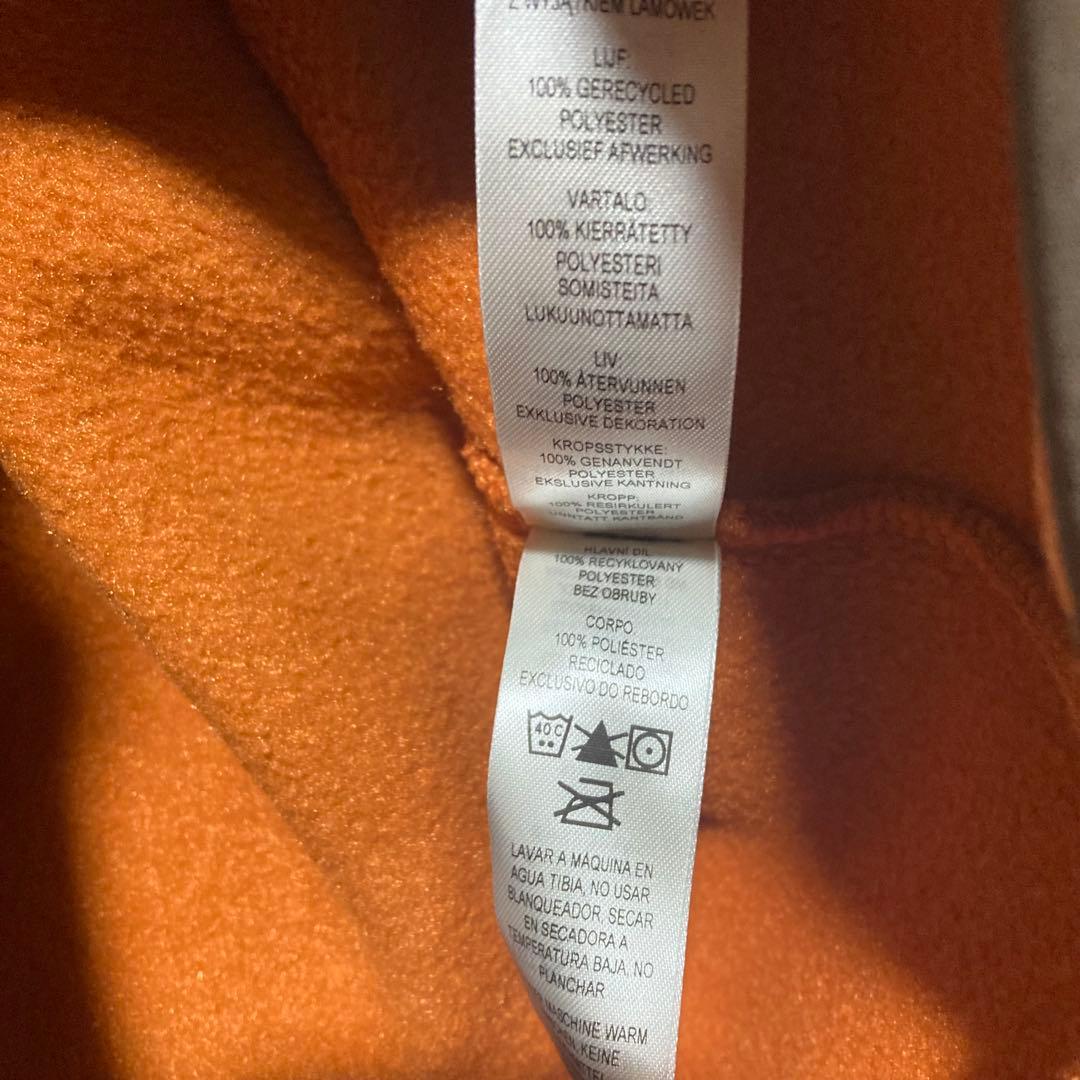 Z WYJĄTKIEM LAMÓWEK
LIJF:
100% GERECYCLED
POLYESTER
EXCLUSIEF AFWERKING
VARTALO:
100% KIERRÄTETTY
POLYESTERI
SOMISTEITA
LUKUUNOTTAMATTA
LIV
100% ÅTERVUNNEN
POLYESTER
EXKLUSIVE DEKORATION
KROPSSTYKKE:
100% GENANVENDT
POLYESTER
EKSLUSIVE KANTNING
KROPP:
100% RESIRKULERT
POLYESTER
UNNTATT KANTBÅND
HLAVNÍ DÍL
100% RECYKLOVANÝ
POLYESTER
BEZ OBRUBY
CORPO
100% POLIÉSTER
RECICLADO
EXCLUSIVO DO REBORDO
40 C
LAVAR A MÁQUINA EN
AGUA TIBIA, NO USAR
BLANQUEADOR, SECAR
EN SECADORA A
TEMPERATURA BAJA, NO
PLANCHAR
MASCHINE WARM
KEINE